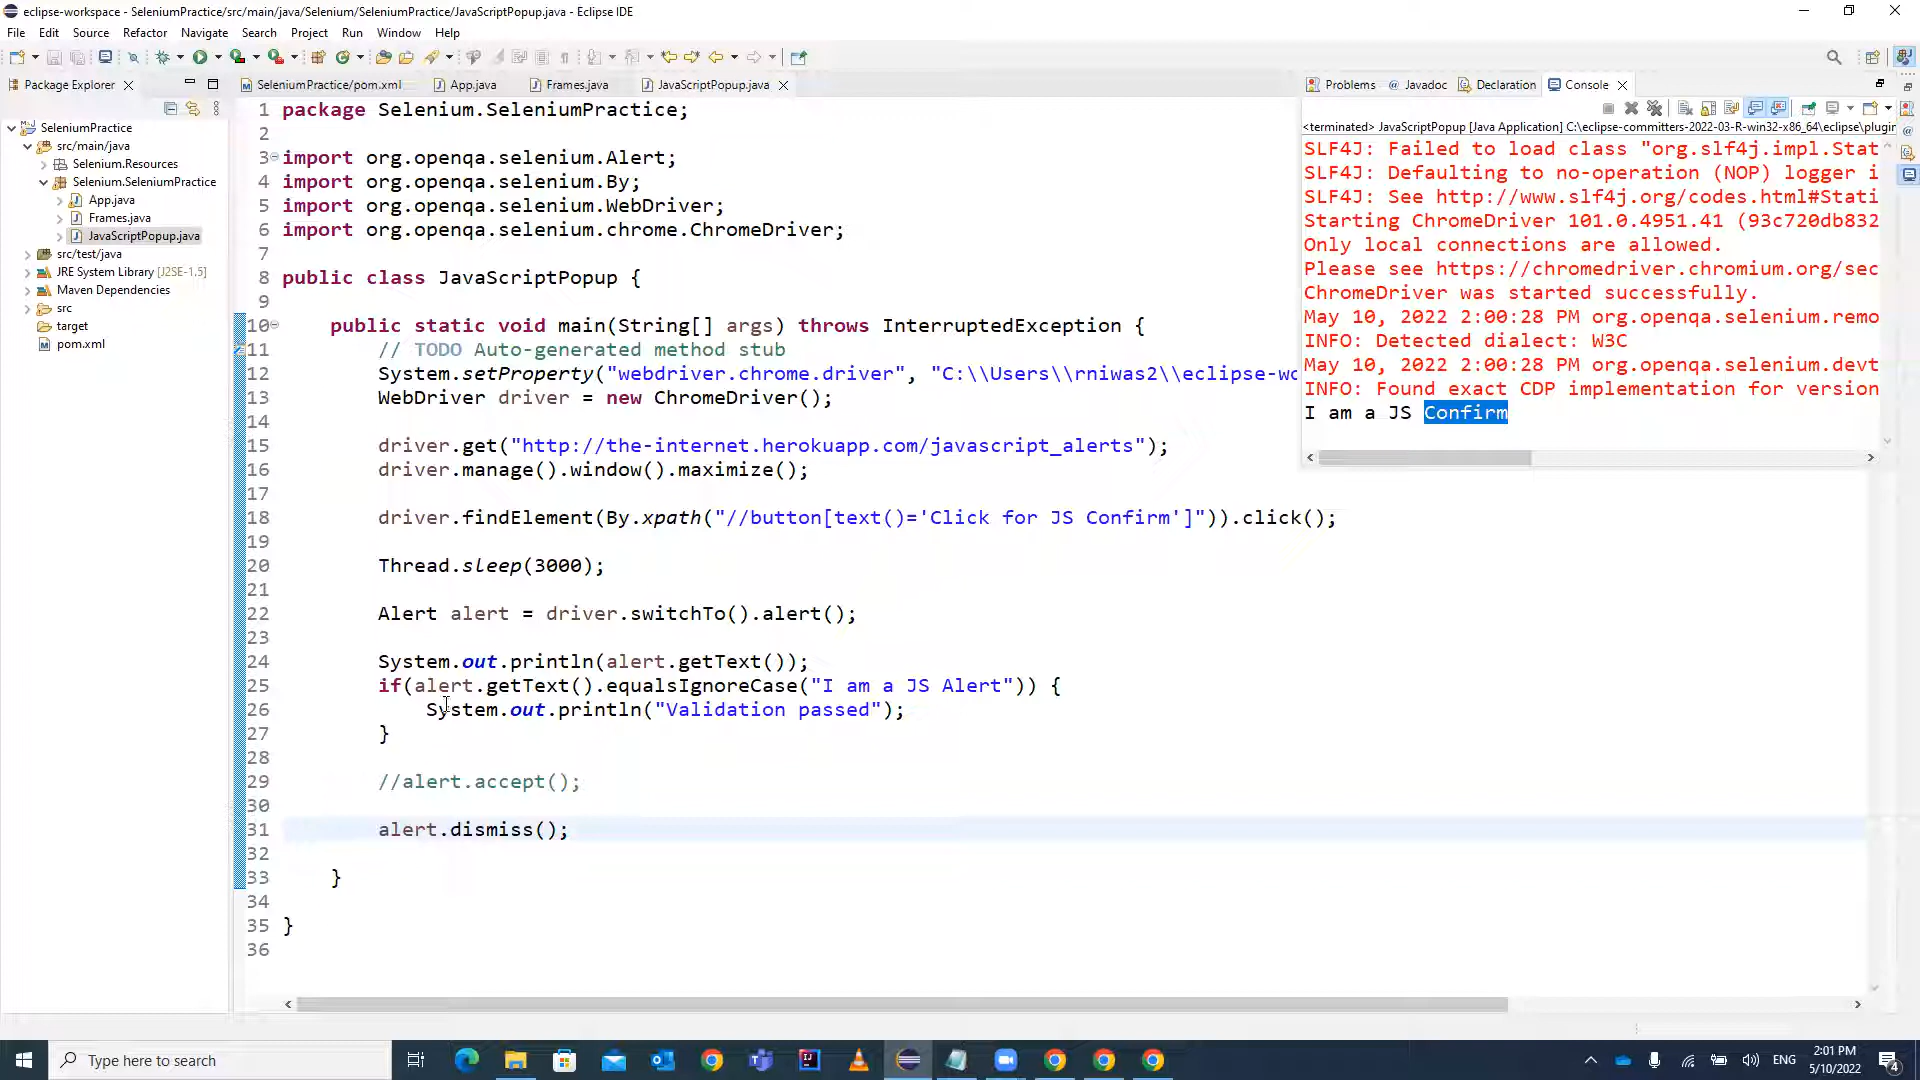 eclipse-workspace - SeleniumPractice/src/main/java/Selenium/SeleniumPractice/JavaScriptPopup.java - Eclipse IDE
File Edit Source Refactor Navigate Search Project Run Window Help
Package Explorer
SeleniumPractice
src/main/java
Selenium.Resources
Selenium.SeleniumPractice
App.java
Frames.java
JavaScriptPopup.java
src/test/java
JRE System Library [J2SE-1.5]
Maven Dependencies
src
target
pom.xml
SeleniumPractice/pom.xml App.java Frames.java JavaScriptPopup.java
1 package Selenium.SeleniumPractice;
2
3 import org.openqa.selenium.Alert;
4 import org.openqa.selenium.By;
5 import org.openqa.selenium.WebDriver;
6 import org.openqa.selenium.chrome.ChromeDriver;
7
8 public class JavaScriptPopup {
9
10 public static void main(String[] args) throws InterruptedException {
11 // TODO Auto-generated method stub
12 System.setProperty("webdriver.chrome.driver", "C:\\Users\\rniwas2\\eclipse-wo
13 WebDriver driver = new ChromeDriver();
14
15 driver.get("http://the-internet.herokuapp.com/javascript_alerts");
16 driver.manage().window().maximize();
17
18 driver.findElement(By.xpath("//button[text()='Click for JS Confirm']")).click();
19
20 Thread.sleep(3000);
21
22 Alert alert = driver.switchTo().alert();
23
24 System.out.println(alert.getText());
25 if(alert.getText().equalsIgnoreCase("I am a JS Alert")) {
26 System.out.println("Validation passed");
27 }
28
29 //alert.accept();
30
31 alert.dismiss();
32
33 }
34
35 }
36
Problems @ Javadoc Declaration Console
<terminated> JavaScriptPopup [Java Application] C:\eclipse-committers-2022-03-R-win32-x86_64\eclipse\plugin
SLF4J: Failed to load class "org.slf4j.impl.Stat
SLF4J: Defaulting to no-operation (NOP) logger i
SLF4J: See http://www.slf4j.org/codes.html#Stati
Starting ChromeDriver 101.0.4951.41 (93c720db832
Only local connections are allowed.
Please see https://chromedriver.chromium.org/sec
ChromeDriver was started successfully.
May 10, 2022 2:00:28 PM org.openqa.selenium.remo
INFO: Detected dialect: W3C
May 10, 2022 2:00:28 PM org.openqa.selenium.devt
INFO: Found exact CDP implementation for version
I am a JS Confirm
Type here to search
ENG
2:01 PM
5/10/2022
4